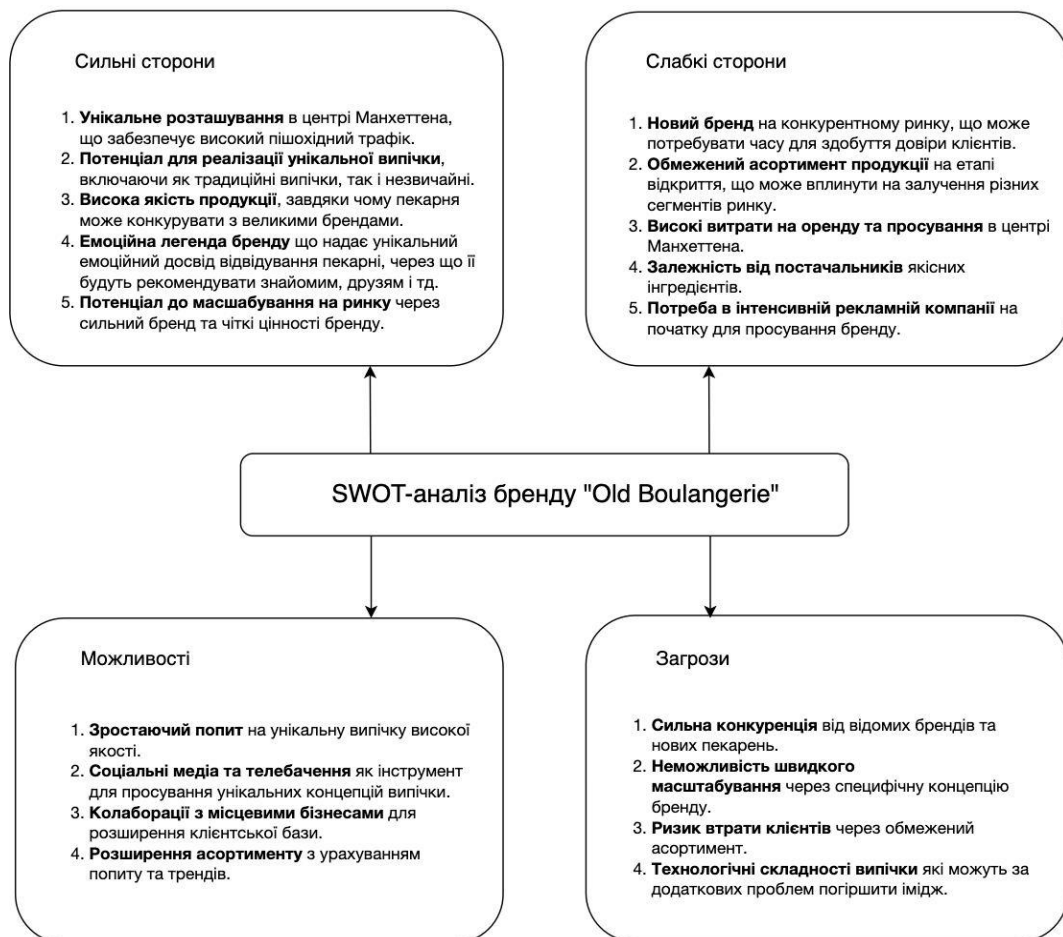 Сильні сторони
1. Унікальне розташування в центрі Манхеттена,
що забезпечує високий пішохідний трафік.
2. Потенціал для реалізації унікальної випічки,
включаючи як традиційні випічки, так і незвичайні.
3. Висока якість продукції, завдяки чому пекарня
може конкурувати з великими брендами.
4. Емоційна легенда бренду що надає унікальний
емоційний досвід відвідування пекарні, через що її
будуть рекомендувати знайомим, друзям і тд.
5. Потенціал до масшабування на ринку через
сильний бренд та чіткі цінності бренду.
Слабкі сторони
1. Новий бренд на конкурентному ринку, що може
потребувати часу для здобуття довіри клієнтів.
2. Обмежений асортимент продукції на етапі
відкриття, що може вплинути на залучення різних
сегментів ринку.
3. Високі витрати на оренду та просування в центрі
Манхеттена.
4. Залежність від постачальників якісних
інгредієнтів.
5. Потреба в інтенсивній рекламній компанії на
початку для просування бренду.
SWOT-аналіз бренду "Old Boulangerie"
Можливості
1. Зростаючий попит на унікальну випічку високої
якості.
2. Соціальні медіа та телебачення як інструмент
для просування унікальних концепцій випічки.
3. Колаборації з місцевими бізнесами для
розширення клієнтської бази.
4. Розширення асортименту з урахуванням
попиту та трендів.
Загрози
1. Сильна конкуренція від відомих брендів та
нових пекарень.
2. Неможливість швидкого
масштабування через специфічну концепцію
бренду.
3. Ризик втрати клієнтів через обмежений
асортимент.
4. Технологічні складності випічки які можуть за
додаткових проблем погіршити імідж.